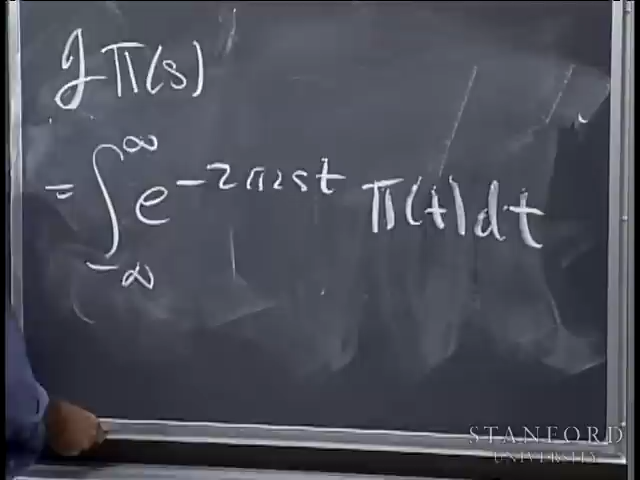 ℱΠ(s)
= ∫_{-∞}^{∞} e^{-2πist} Π(t)dt
STANFORD
UNIVERSITY